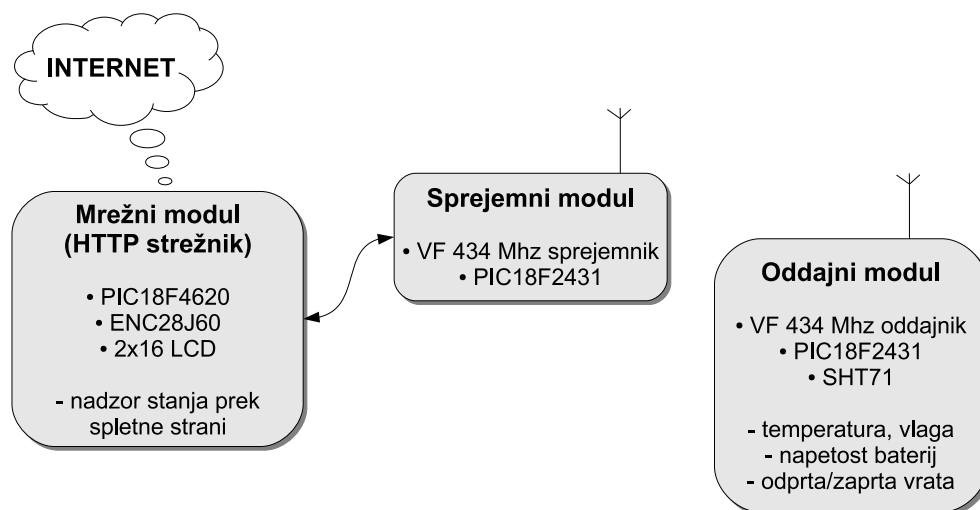 INTERNET
Mrežni modul
(HTTP strežnik)
• PIC18F4620
• ENC28J60
• 2x16 LCD
- nadzor stanja prek
spletne strani
Sprejemni modul
• VF 434 Mhz sprejemnik
• PIC18F2431
Oddajni modul
• VF 434 Mhz oddajnik
• PIC18F2431
• SHT71
- temperatura, vlaga
- napetost baterij
- odprta/zaprta vrata